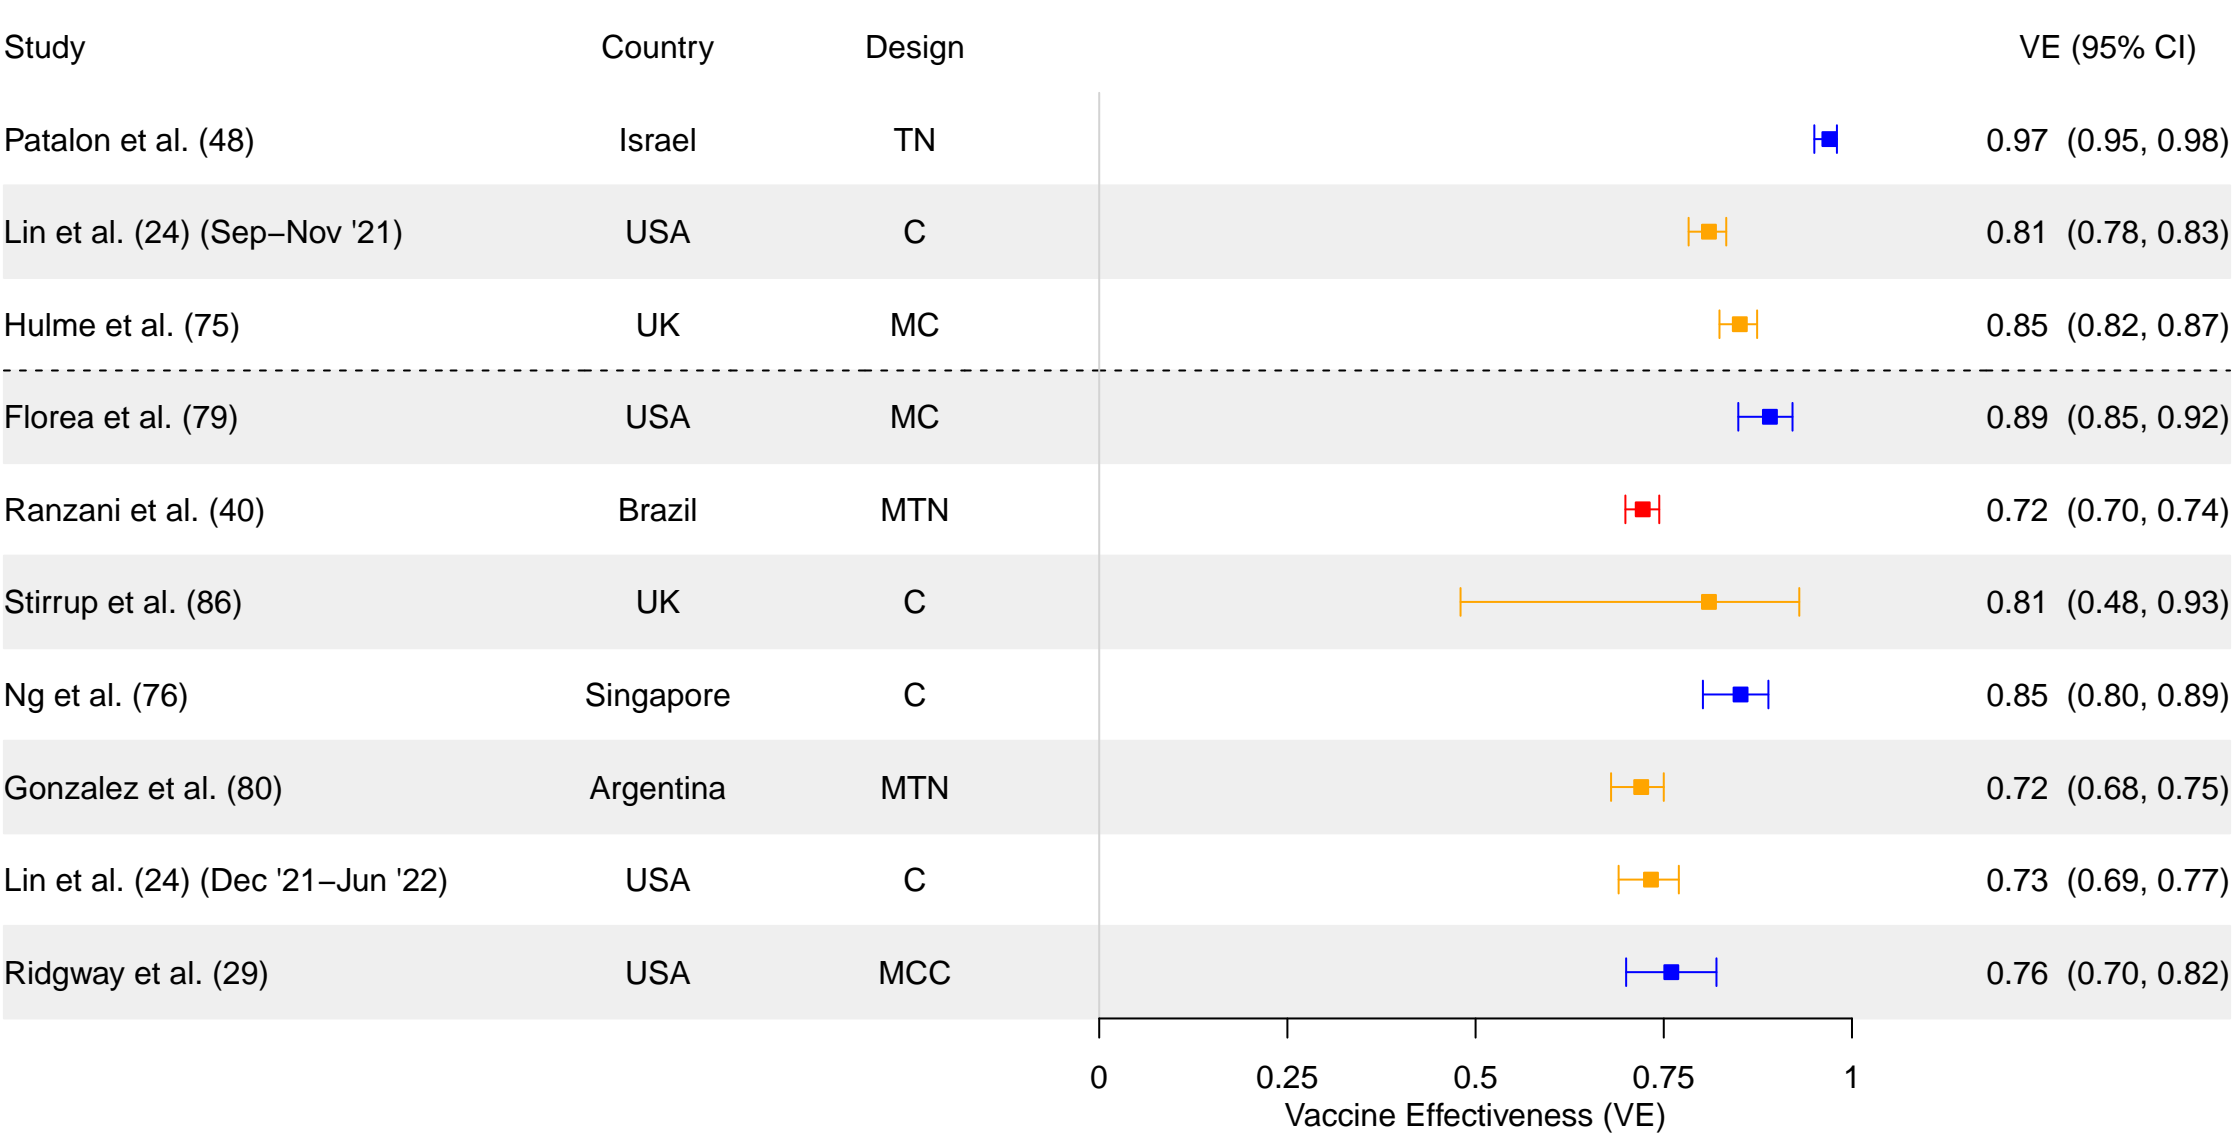 Study Country Design VE (95% CI)
Patalon et al. (48) Israel TN 0.97 (0.95, 0.98)
Lin et al. (24) (Sep−Nov '21) USA C 0.81 (0.78, 0.83)
Hulme et al. (75) UK MC 0.85 (0.82, 0.87)
Florea et al. (79) USA MC 0.89 (0.85, 0.92)
Ranzani et al. (40) Brazil MTN 0.72 (0.70, 0.74)
Stirrup et al. (86) UK C 0.81 (0.48, 0.93)
Ng et al. (76) Singapore C 0.85 (0.80, 0.89)
Gonzalez et al. (80) Argentina MTN 0.72 (0.68, 0.75)
Lin et al. (24) (Dec '21−Jun '22) USA C 0.73 (0.69, 0.77)
Ridgway et al. (29) USA MCC 0.76 (0.70, 0.82)
0 0.25 0.5 0.75 1
Vaccine Effectiveness (VE)